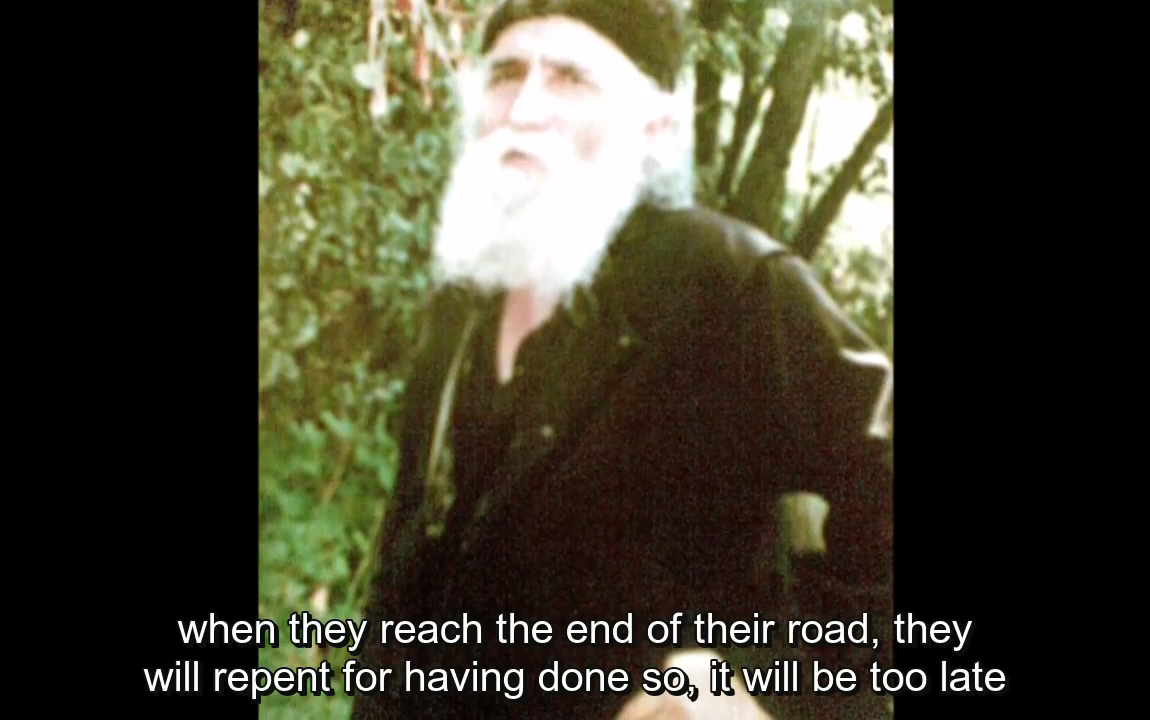 when they reach the end of their road, they
will repent for having done so, it will be too late